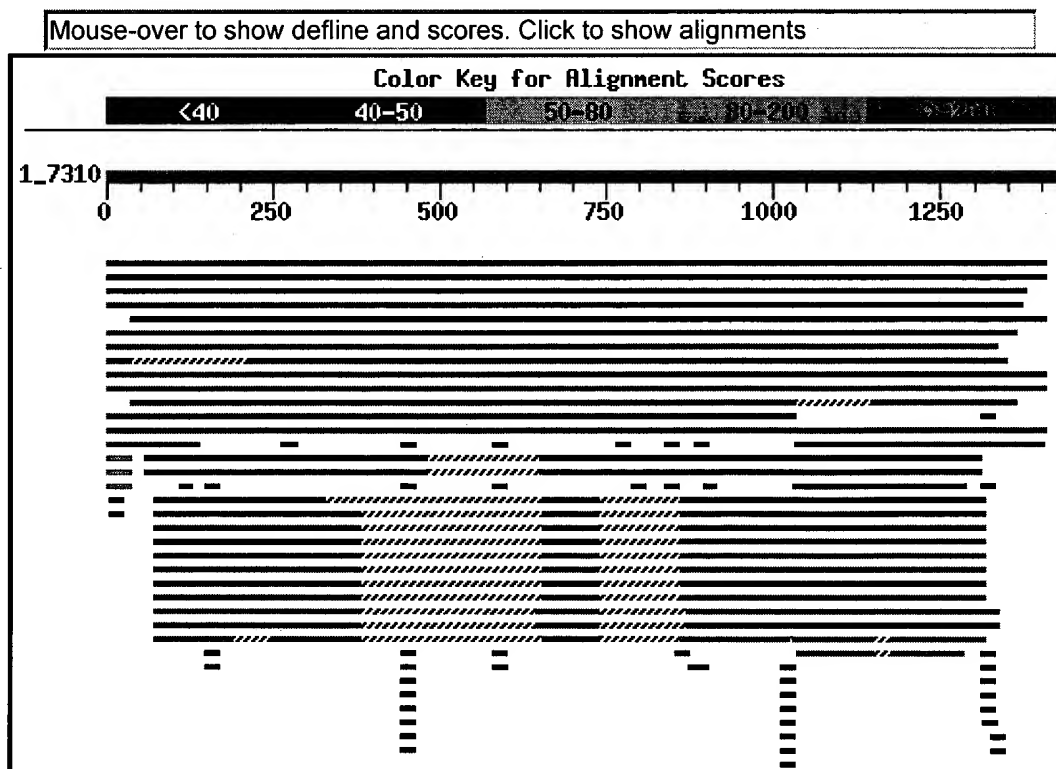 Mouse-over to show defline and scores. Click to show alignments
Color Key for Alignment Scores
<40 40-50 50-80 80-200
1_7310
0 250 500 750 1000 1250